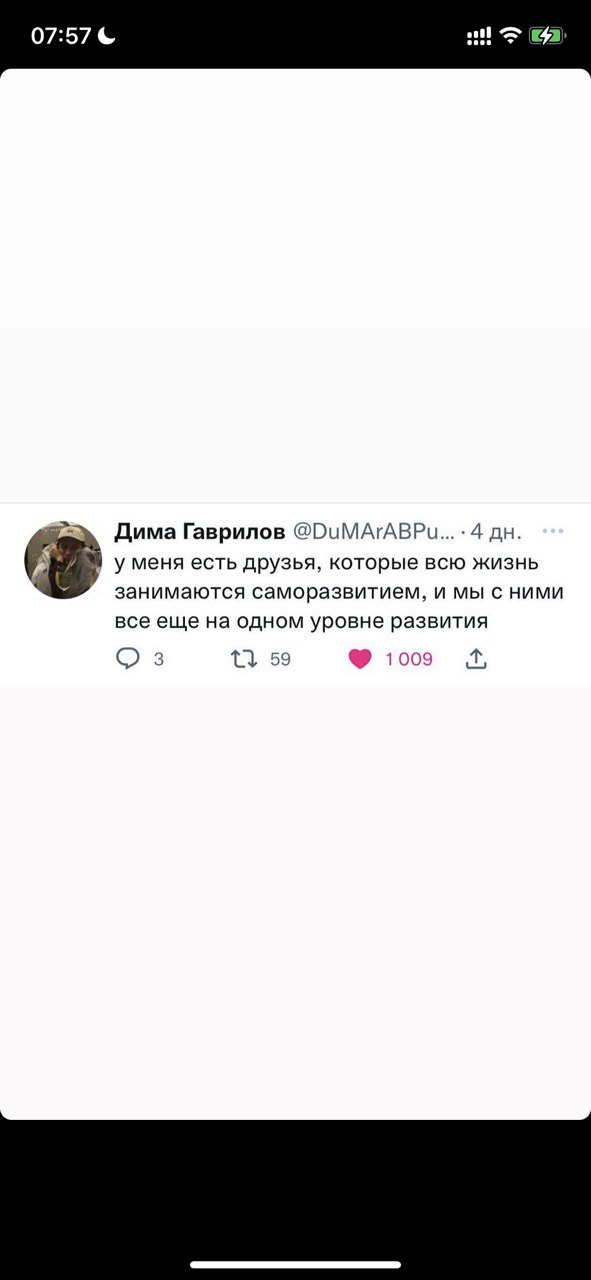 07:57
Дима Гаврилов @DuMArABPu... · 4 дн.
у меня есть друзья, которые всю жизнь
занимаются саморазвитием, и мы с ними
все еще на одном уровне развития
3 59 1 009